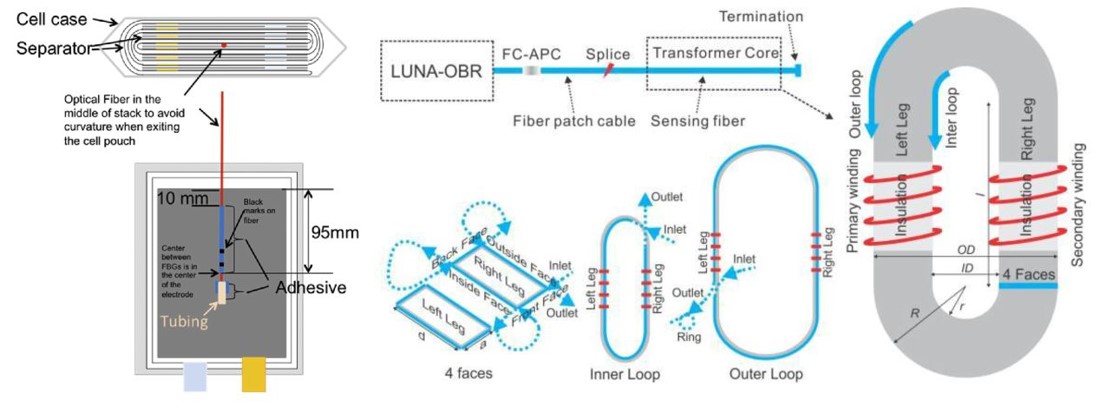 Cell case
Separator
Optical Fiber in the
middle of stack to avoid
curvature when exiting
the cell pouch
10 mm
Black
marks on
fiber
95mm
Center
between
FBGs is in
the center
of the
electrode
Adhesive
Tubing
Termination
FC-APC
Splice
Transformer Core
LUNA-OBR
Fiber patch cable
Sensing fiber
Back Face
Outside Face
Right Leg
Inlet
Inside Face
Front Face
Outlet
Left Leg
d
a
4 faces
Outlet
Inlet
Left Leg
Right Leg
Inner Loop
Left Leg
Right Leg
Inlet
Outlet
Ring
Outer Loop
Outer loop
Left Leg
Inter loop
Right Leg
Primary winding
Insulation
l
Insulation
Secondary winding
OD
ID
4 Faces
R
r